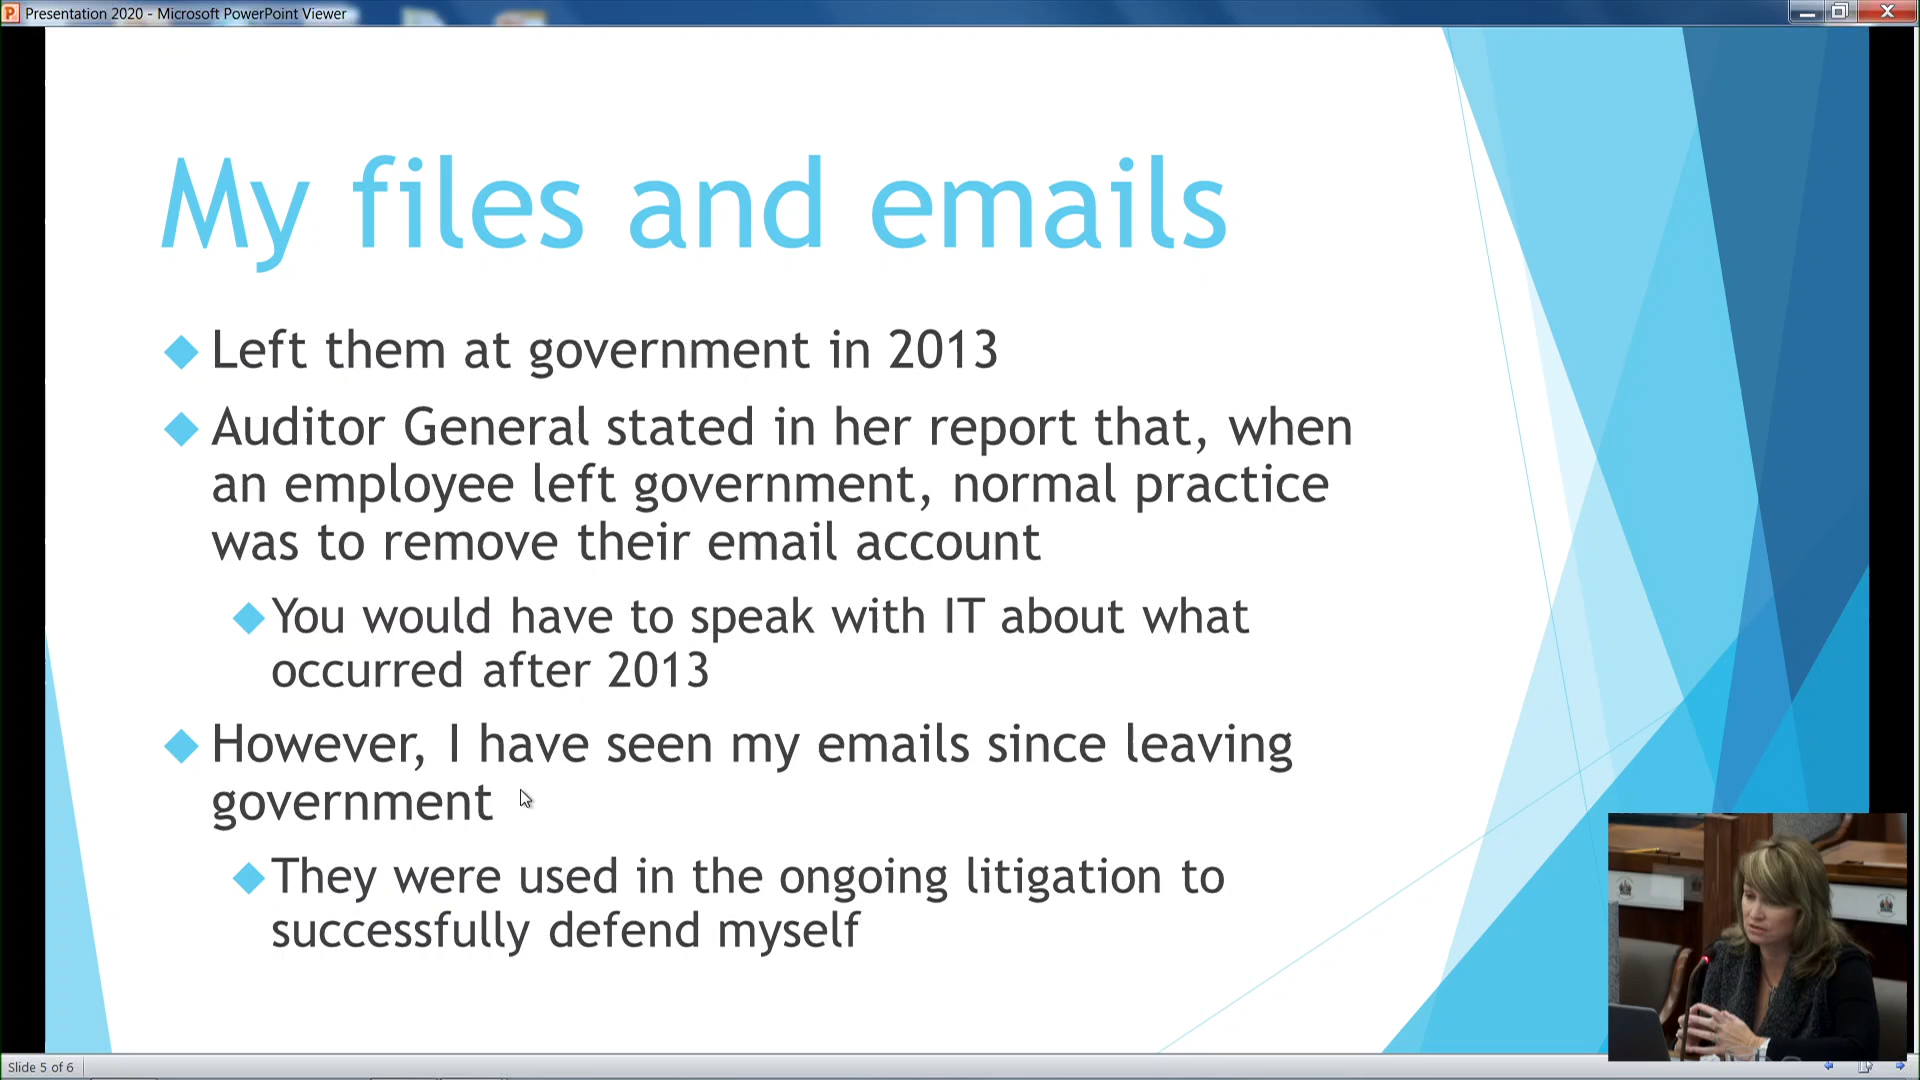 Presentation 2020 - Microsoft PowerPoint Viewer
My files and emails
Left them at government in 2013
Auditor General stated in her report that, when
an employee left government, normal practice
was to remove their email account
You would have to speak with IT about what
occurred after 2013
However, I have seen my emails since leaving
government
They were used in the ongoing litigation to
successfully defend myself
Slide 5 of 6